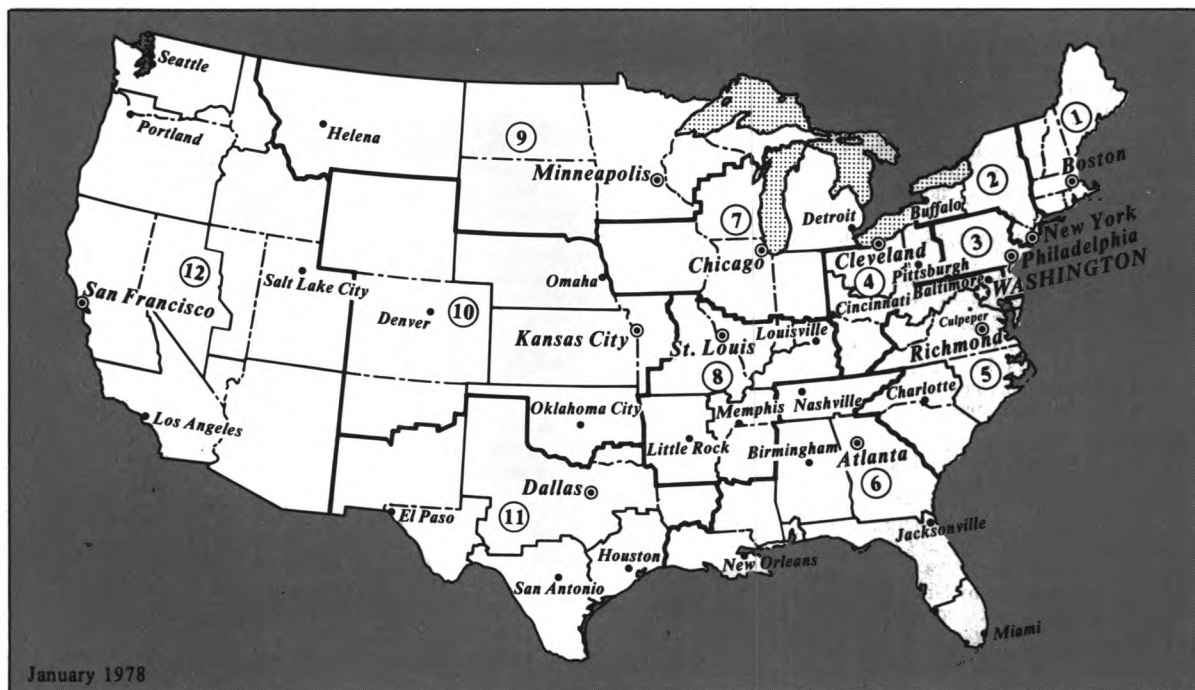 Seattle
Portland
Helena
9
Minneapolis
1
Boston
2
Buffalo
7
Detroit
3
New York
Cleveland
Philadelphia
4
Pittsburgh
WASHINGTON
Chicago
Cincinnati
Baltimore
12
Salt Lake City
Omaha
San Francisco
10
Denver
Kansas City
St. Louis
Louisville
Culpeper
Richmond
8
5
Los Angeles
Oklahoma City
Memphis
Nashville
Charlotte
Little Rock
Birmingham
Atlanta
6
Dallas
11
El Paso
Jacksonville
Houston
New Orleans
San Antonio
Miami
January 1978